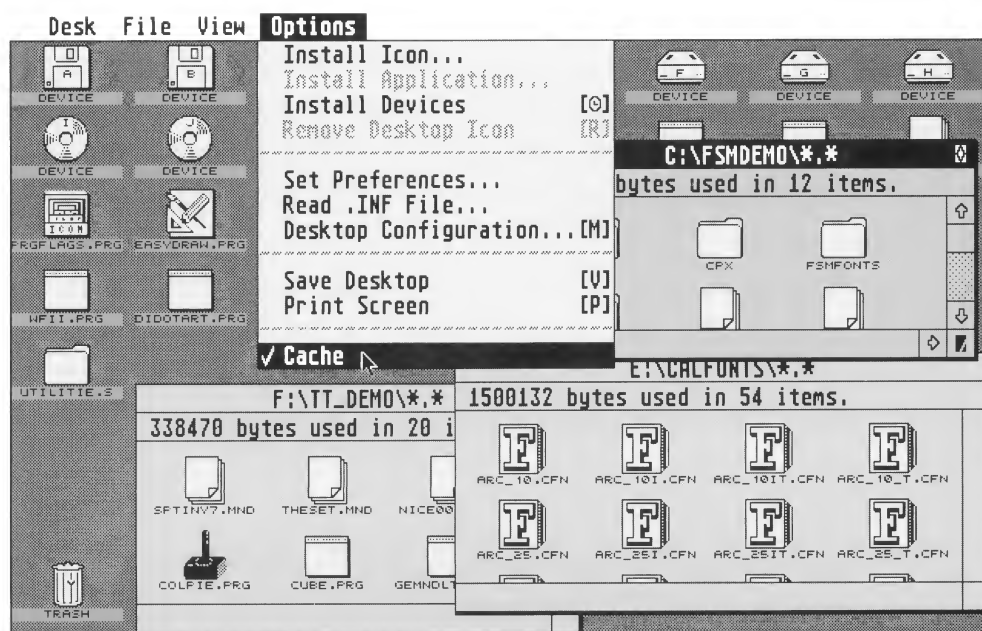 Desk File View Options
Install Icon...
Install Application...
Install Devices [◷]
Remove Desktop Icon [R]
Set Preferences...
Read .INF File...
Desktop Configuration... [M]
Save Desktop [V]
Print Screen [P]
✓ Cache
A
DEVICE
B
DEVICE
F
DEVICE
G
DEVICE
H
DEVICE
I
DEVICE
J
DEVICE
ICON
PRGFLAGS.PRG
EASYDRAW.PRG
WFII.PRG
DIDOTART.PRG
UTILITIE.S
TRASH
C:\FSMDEMO\*.*
bytes used in 12 items.
CPX
FSMFONTS
F:\TT_DEMO\*.*
338470 bytes used in 20 i
SPTINY7.MND
THESET.MND
NICE00
COLPIE.PRG
CUBE.PRG
GEMNDLT
E:\CALFONTS\*.*
1500132 bytes used in 54 items.
F F F F
ARC_10.CFN
ARC_10I.CFN
ARC_10IT.CFN
ARC_10_T.CFN
F F F F
ARC_25.CFN
ARC_25I.CFN
ARC_25IT.CFN
ARC_25_T.CFN